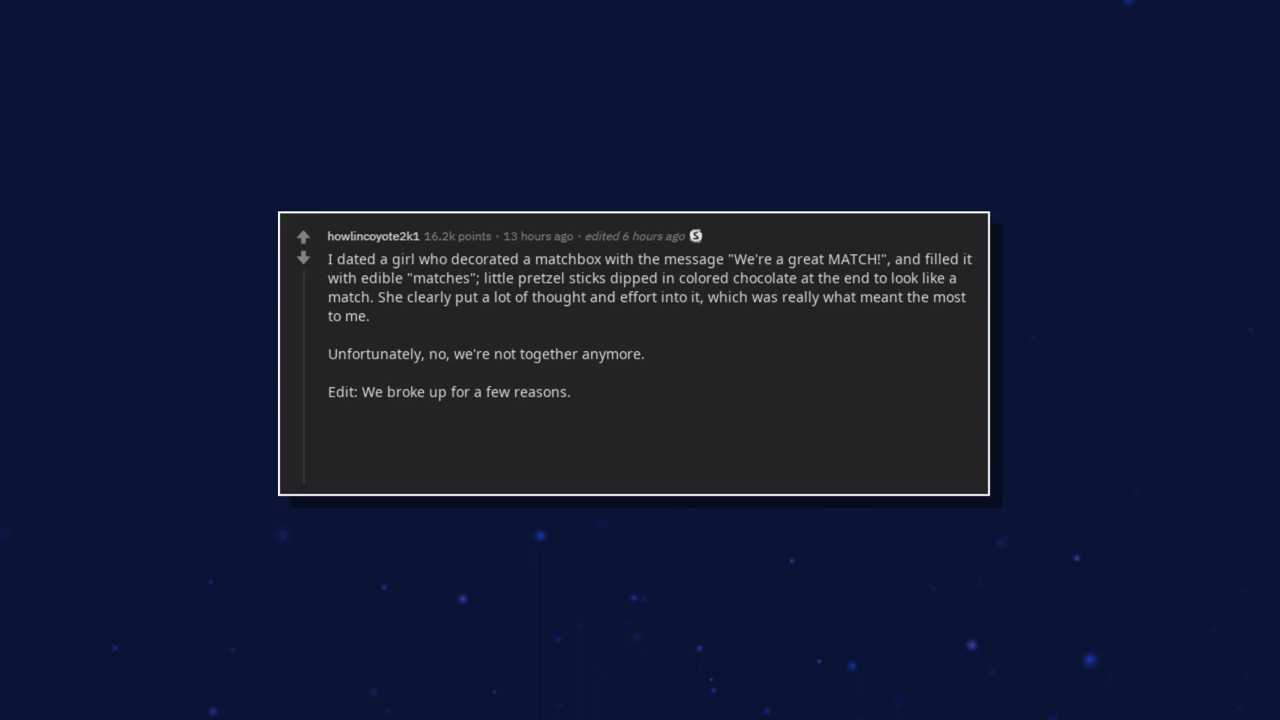 howlincoyote2k1 16.2k points · 13 hours ago · edited 6 hours ago
I dated a girl who decorated a matchbox with the message "We're a great MATCH!", and filled it
with edible "matches"; little pretzel sticks dipped in colored chocolate at the end to look like a
match. She clearly put a lot of thought and effort into it, which was really what meant the most
to me.
Unfortunately, no, we're not together anymore.
Edit: We broke up for a few reasons.